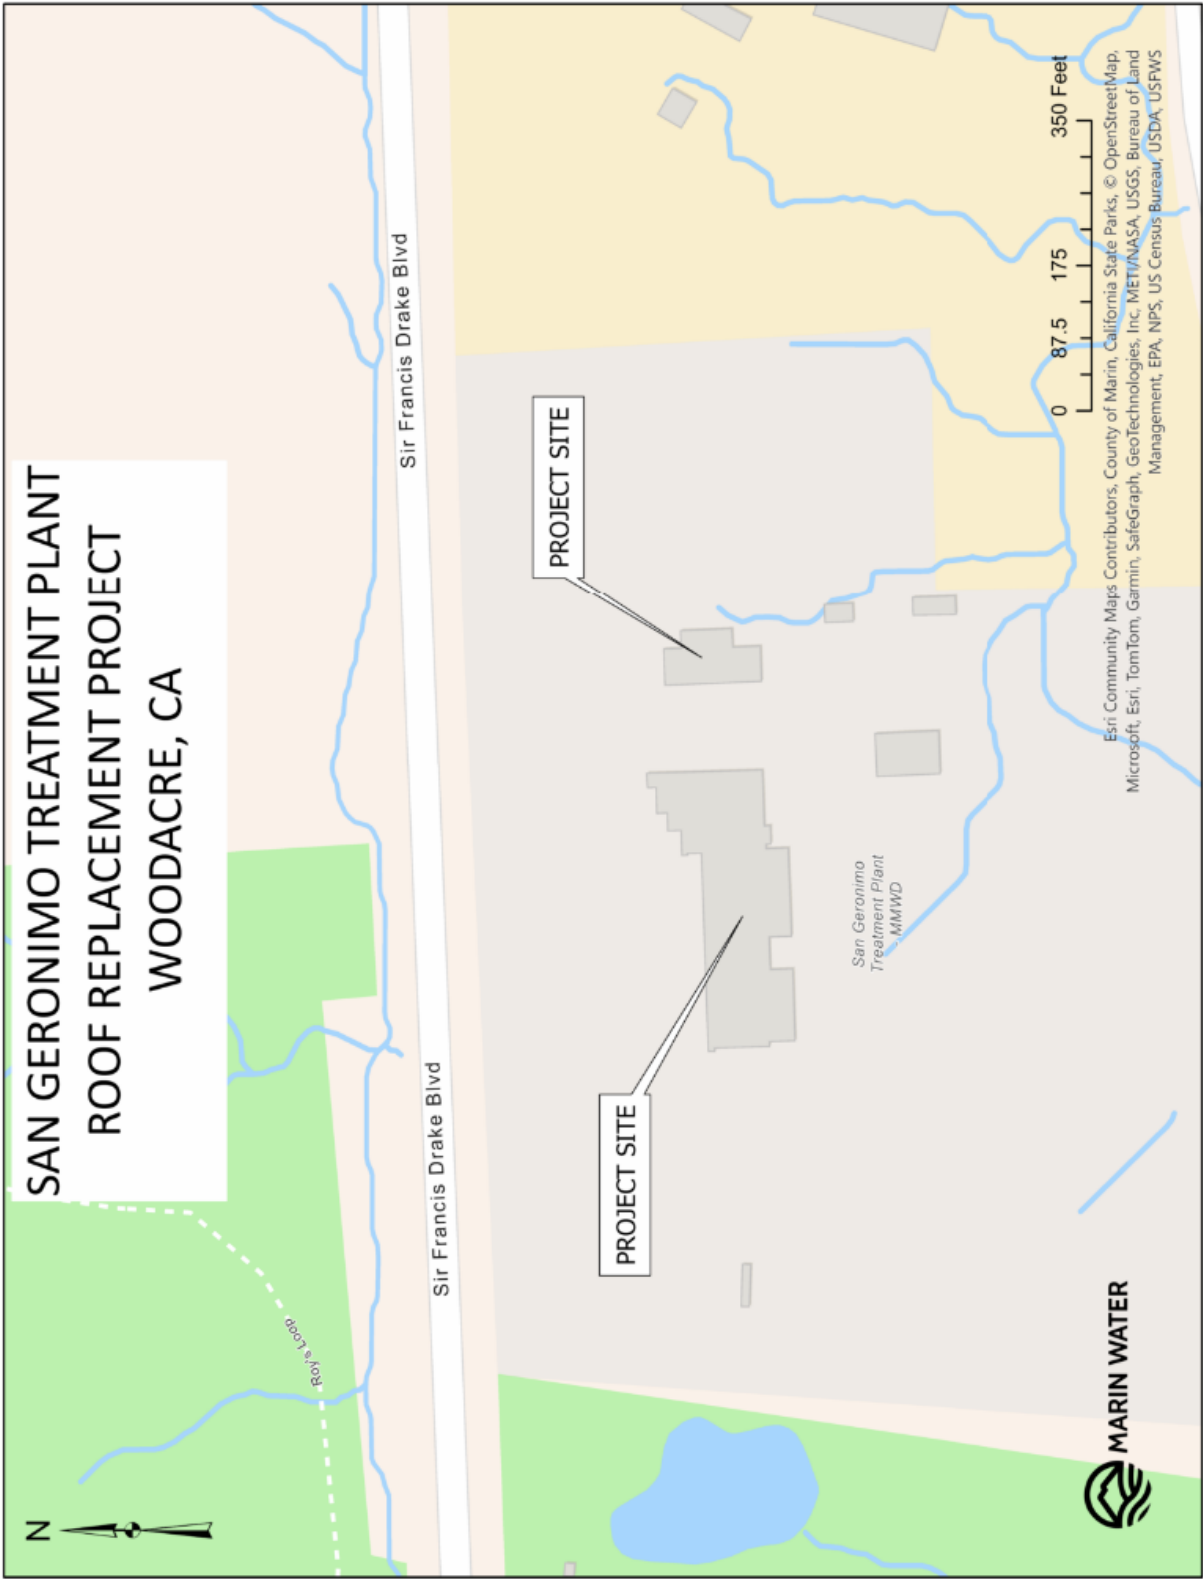 SAN GERONIMO TREATMENT PLANT
ROOF REPLACEMENT PROJECT
WOODACRE, CA
N
Roy's Loop
Sir Francis Drake Blvd
Sir Francis Drake Blvd
PROJECT SITE
PROJECT SITE
San Geronimo
Treatment Plant
- MMWD
MARIN WATER
0 87.5 175 350 Feet
Esri Community Maps Contributors, County of Marin, California State Parks, © OpenStreetMap,
Microsoft, Esri, TomTom, Garmin, SafeGraph, GeoTechnologies, Inc, METI/NASA, USGS, Bureau of Land
Management, EPA, NPS, US Census Bureau, USDA, USFWS